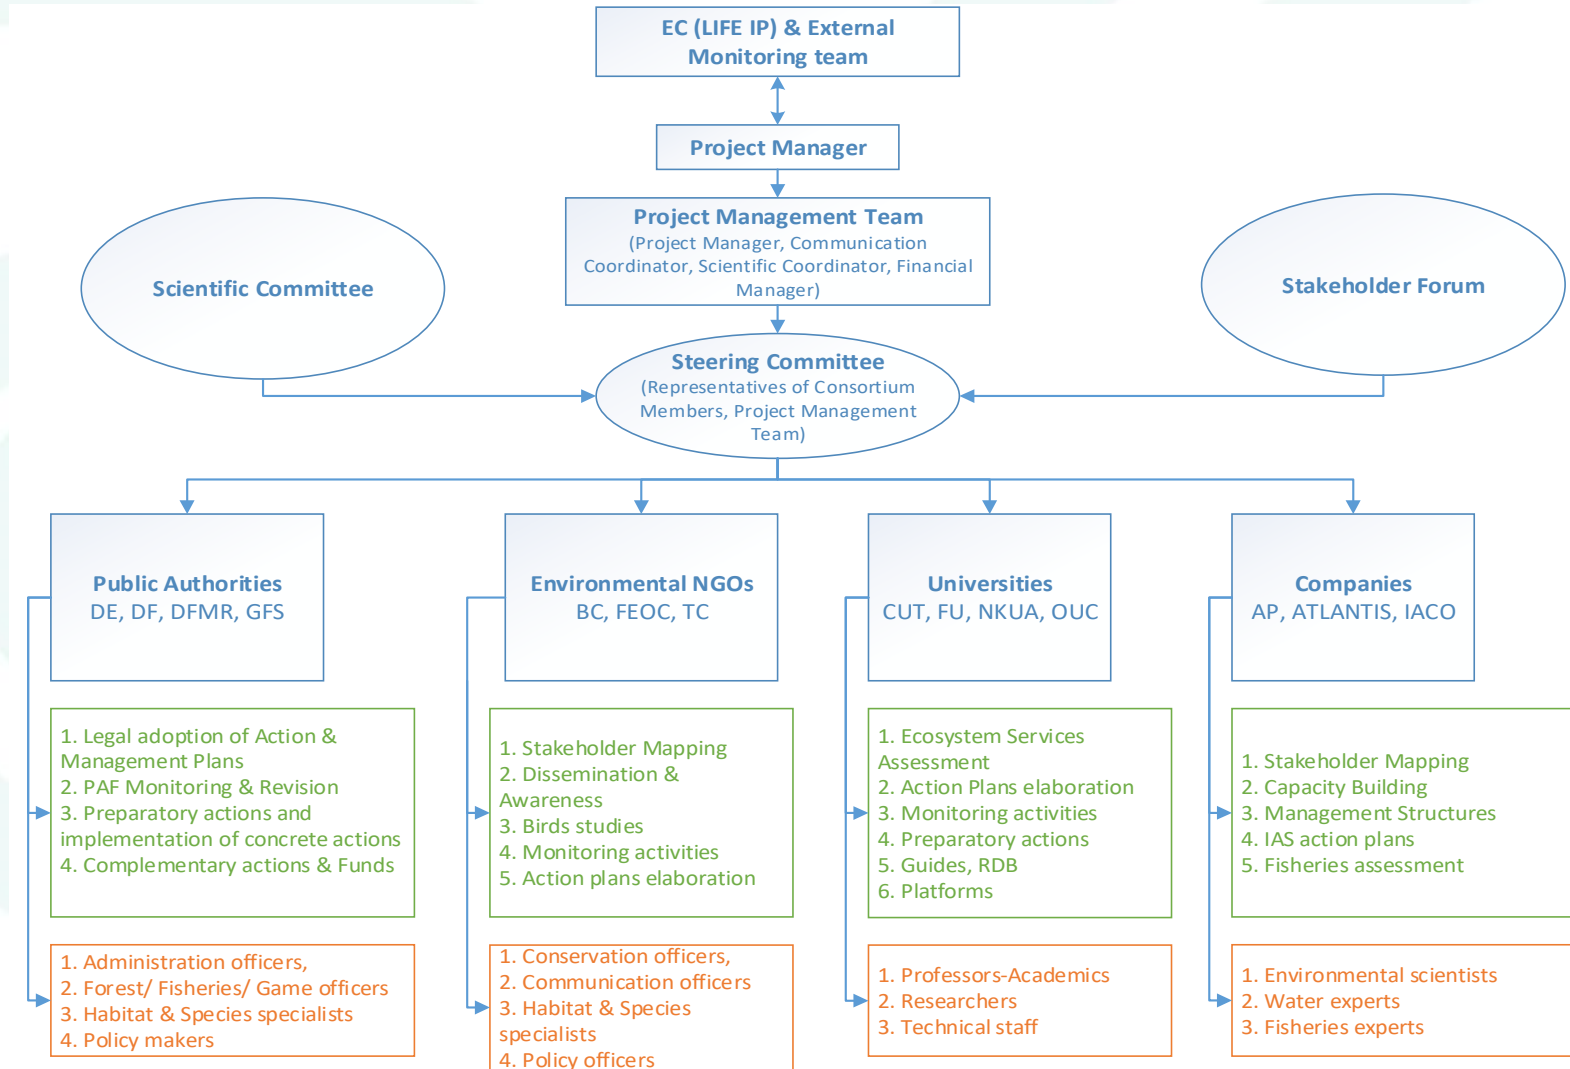 EC (LIFE IP) & External
Monitoring team
Project Manager
Project Management Team
(Project Manager, Communication
Coordinator, Scientific Coordinator, Financial
Manager)
Scientific Committee
Stakeholder Forum
Steering Committee
(Representatives of Consortium
Members, Project Management
Team)
Public Authorities
DE, DF, DFMR, GFS
Environmental NGOs
BC, FEOC, TC
Universities
CUT, FU, NKUA, OUC
Companies
AP, ATLANTIS, IACO
1. Legal adoption of Action &
Management Plans
2. PAF Monitoring & Revision
3. Preparatory actions and
implementation of concrete actions
4. Complementary actions & Funds
1. Stakeholder Mapping
2. Dissemination &
Awareness
3. Birds studies
4. Monitoring activities
5. Action plans elaboration
1. Ecosystem Services
Assessment
2. Action Plans elaboration
3. Monitoring activities
4. Preparatory actions
5. Guides, RDB
6. Platforms
1. Stakeholder Mapping
2. Capacity Building
3. Management Structures
4. IAS action plans
5. Fisheries assessment
1. Administration officers,
2. Forest/ Fisheries/ Game officers
3. Habitat & Species specialists
4. Policy makers
1. Conservation officers,
2. Communication officers
3. Habitat & Species
specialists
4. Policy officers
1. Professors-Academics
2. Researchers
3. Technical staff
1. Environmental scientists
2. Water experts
3. Fisheries experts